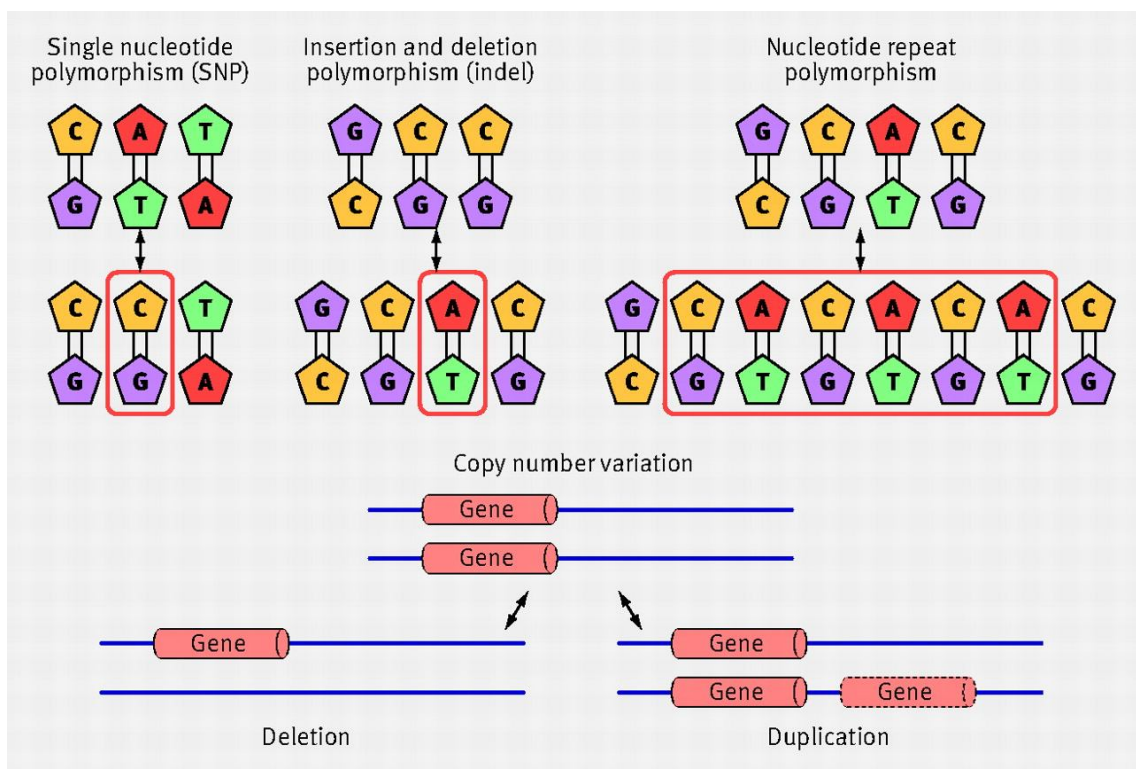 Single nucleotide
polymorphism (SNP)
Insertion and deletion
polymorphism (indel)
Nucleotide repeat
polymorphism
C A T
G T A
G C C
C G G
G C A C
C G T G
C C T
G G A
G C A C
C G T G
G C A C A C A C
C G T G T G T G
Copy number variation
Gene
Gene
Gene
Deletion
Gene
Gene Gene
Duplication